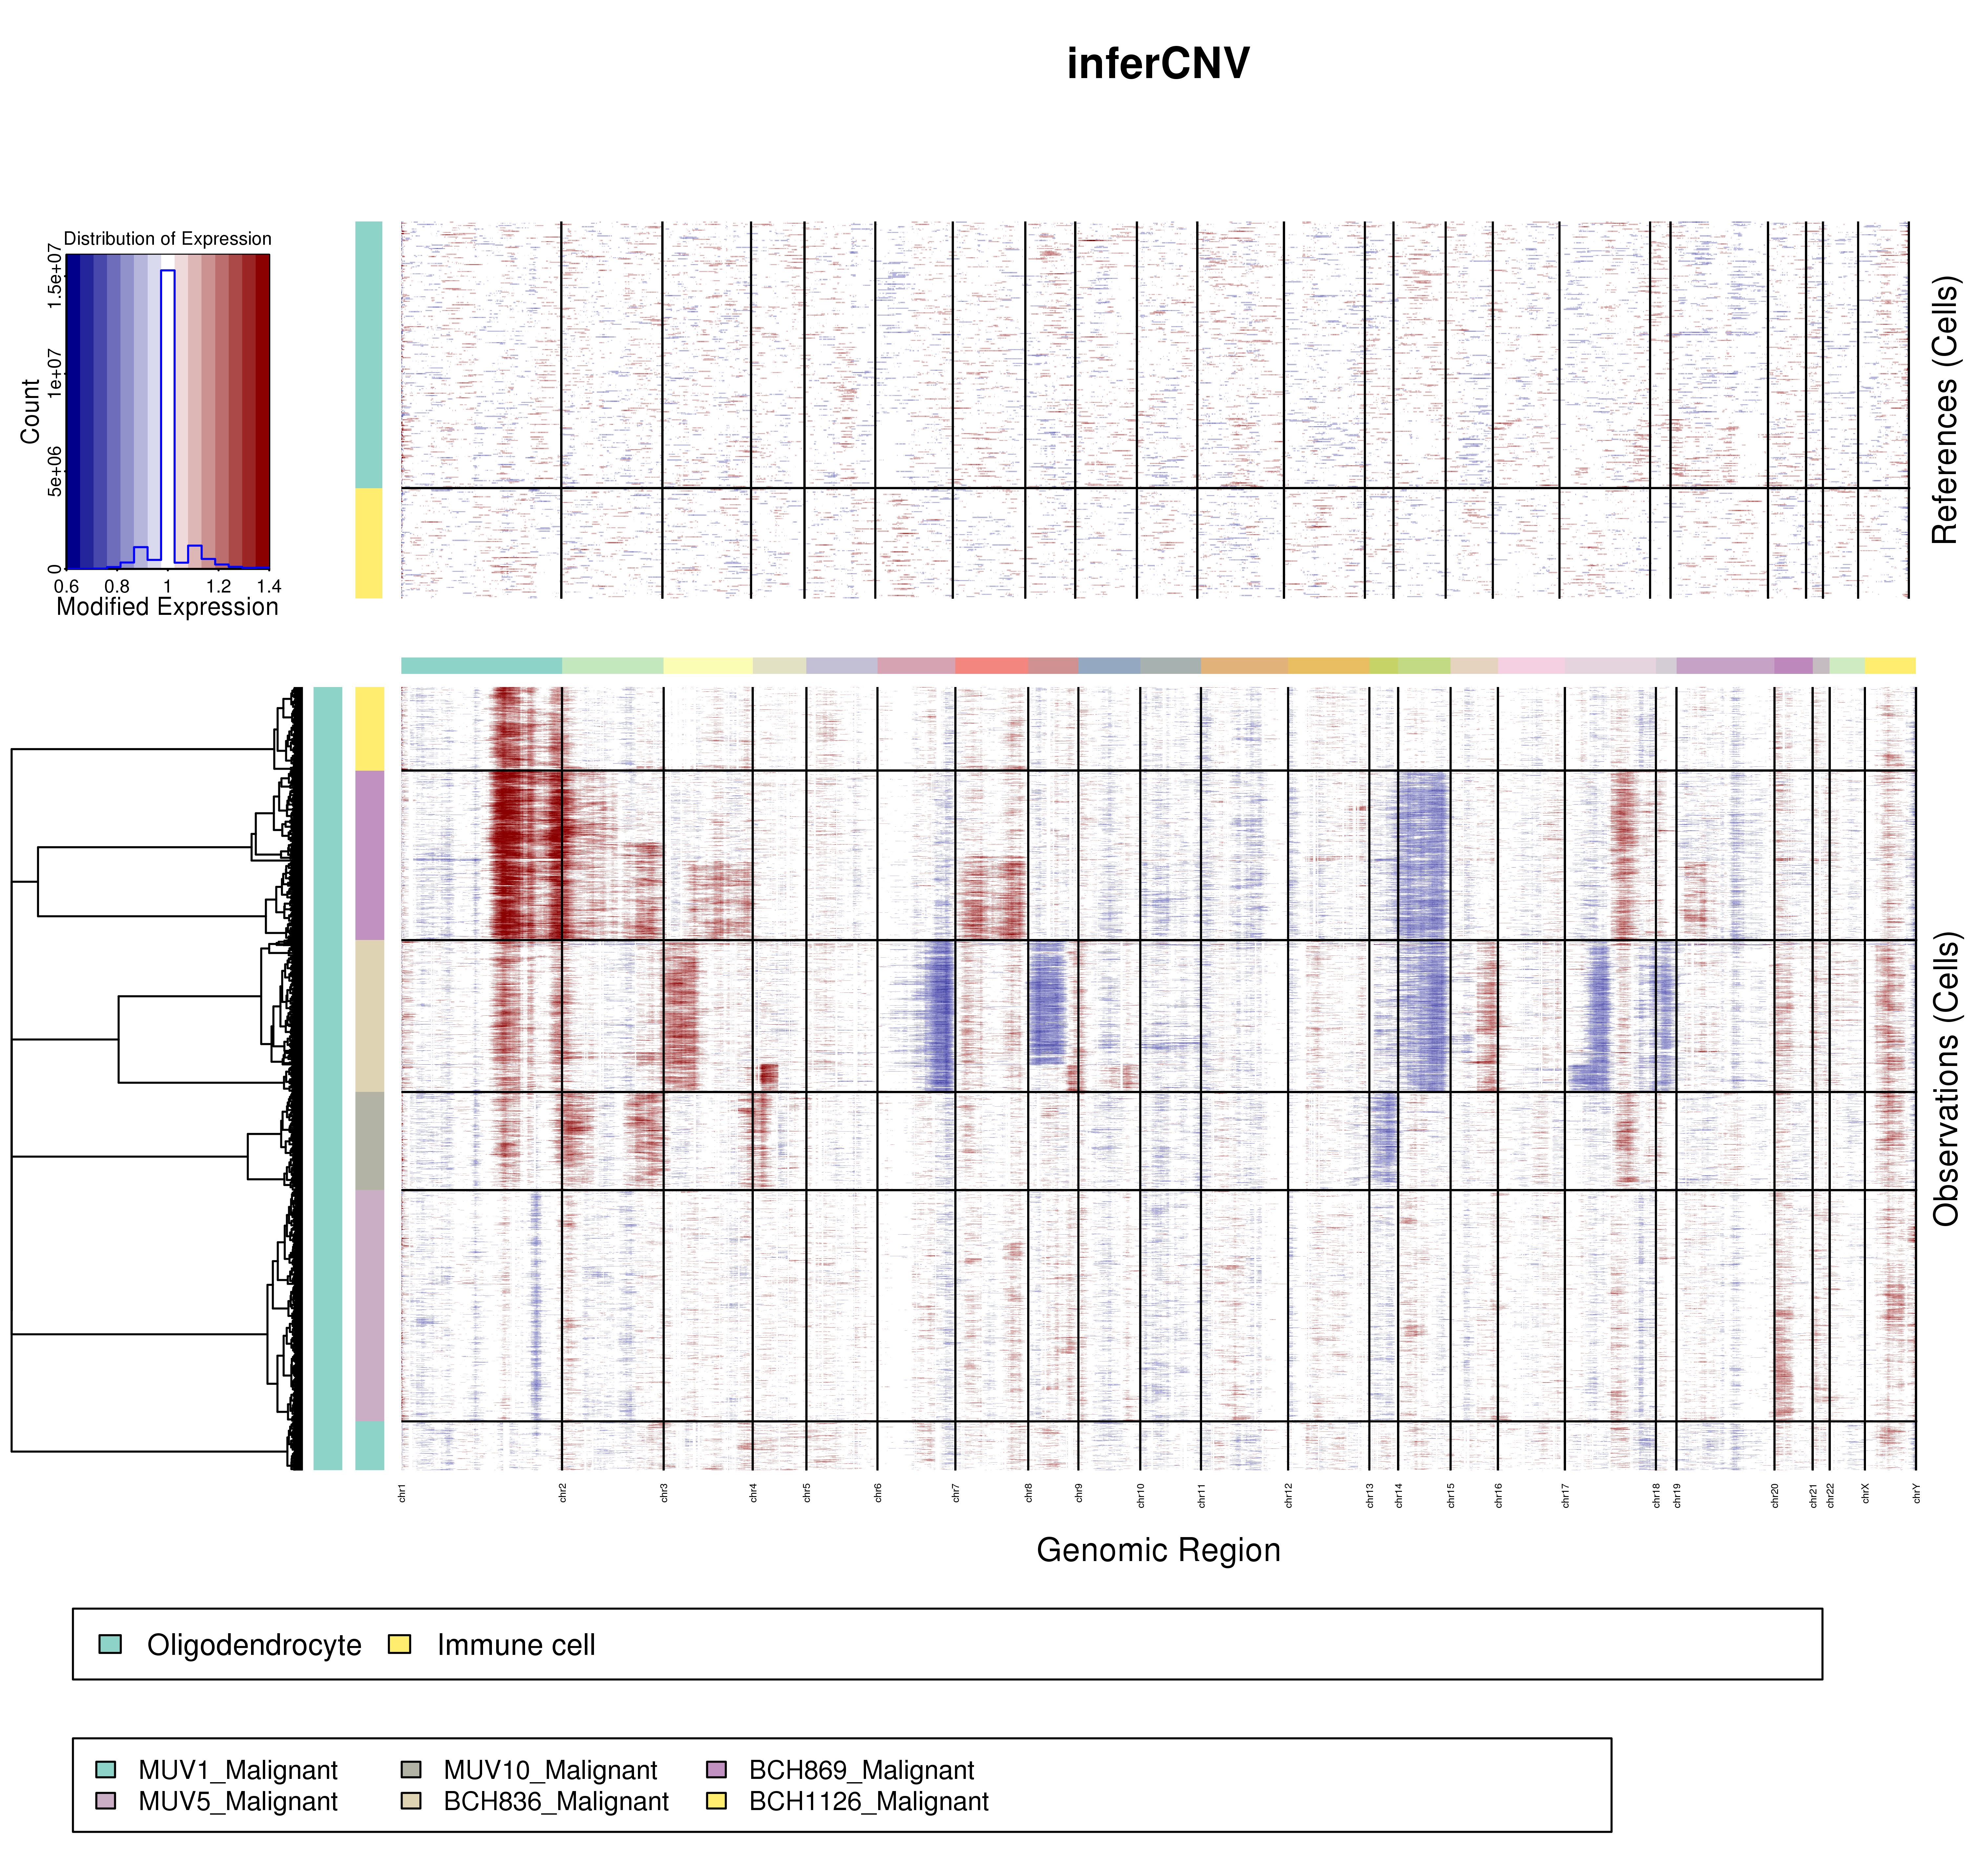 inferCNV
Distribution of Expression
Count
0
5e+06
1e+07
1.5e+07
0.6 0.8 1 1.2 1.4
Modified Expression
References (Cells)
Observations (Cells)
chr1 chr2 chr3 chr4 chr5 chr6 chr7 chr8 chr9 chr10 chr11 chr12 chr13 chr14 chr15 chr16 chr17 chr18 chr19 chr20 chr21 chr22 chrX chrY
Genomic Region
Oligodendrocyte Immune cell
MUV1_Malignant MUV10_Malignant BCH869_Malignant
MUV5_Malignant BCH836_Malignant BCH1126_Malignant